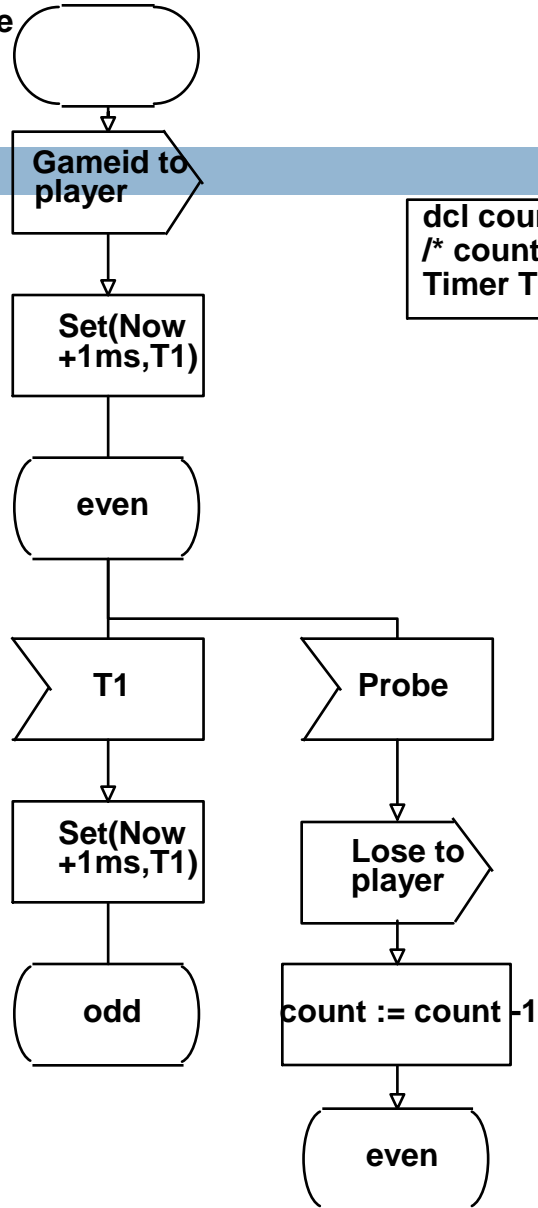 e
Gameid to
player
dcl coun
/* count
Timer T
Set(Now
+1ms,T1)
even
T1
Probe
Set(Now
+1ms,T1)
Lose to
player
odd
count := count -1
even